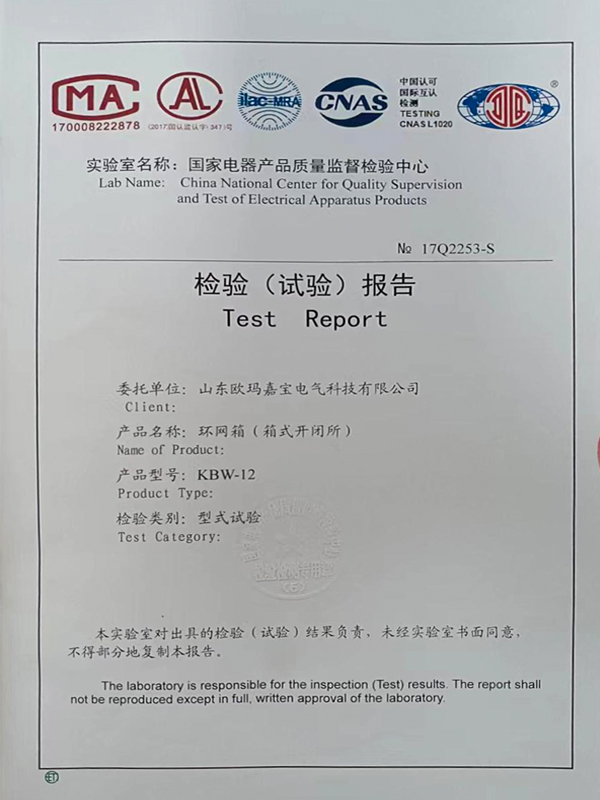 MA
170008222878
AL
(2017)国认监认字(347)号
ilac-MRA
CNAS
中国认可
国际互认
检测
TESTING
CNAS L1020
®
实验室名称：国家电器产品质量监督检验中心
Lab Name: China National Center for Quality Supervision
and Test of Electrical Apparatus Products
№ 17Q2253-S
检验（试验）报告
Test Report
委托单位：山东欧玛嘉宝电气科技有限公司
Client:
产品名称：环网箱（箱式开闭所）
Name of Product:
产品型号：KBW-12
Product Type:
检验类别：型式试验
Test Category:
本实验室对出具的检验（试验）结果负责，未经实验室书面同意，
不得部分地复制本报告。
The laboratory is responsible for the inspection (Test) results. The report shall
not be reproduced except in full, written approval of the laboratory.